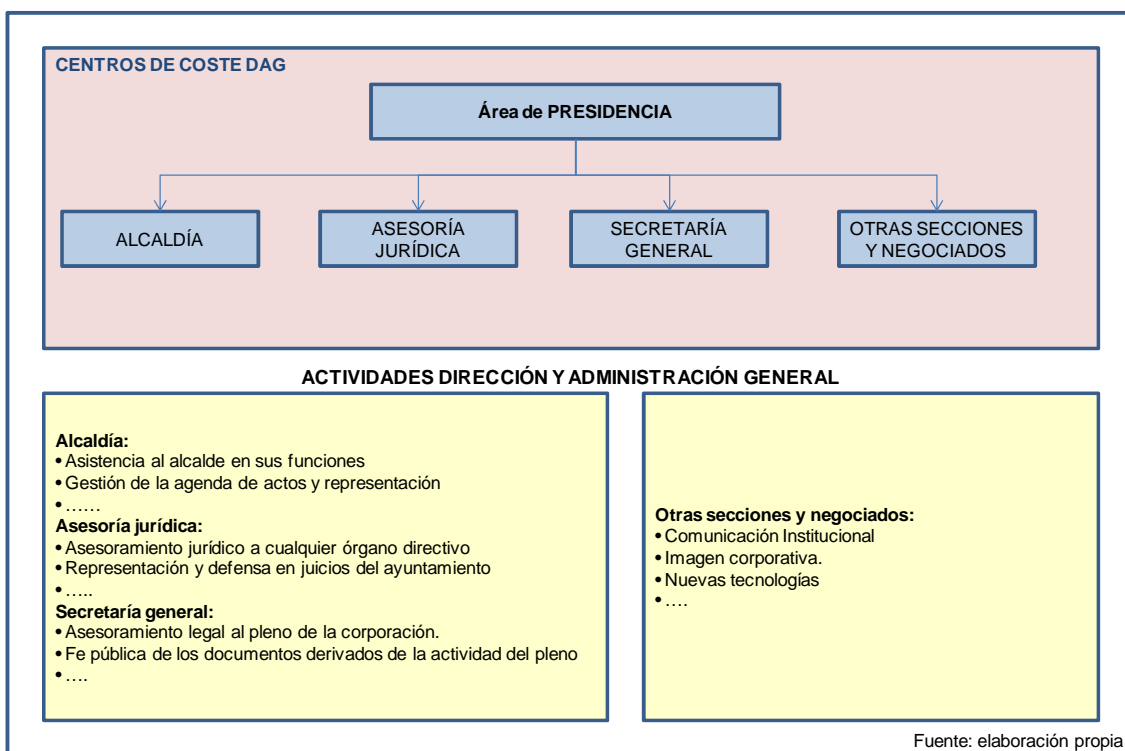 CENTROS DE COSTE DAG
Área de PRESIDENCIA
ALCALDÍA
ASESORÍA
JURÍDICA
SECRETARÍA
GENERAL
OTRAS SECCIONES
Y NEGOCIADOS
ACTIVIDADES DIRECCIÓN Y ADMINISTRACIÓN GENERAL
Alcaldía:
• Asistencia al alcalde en sus funciones
• Gestión de la agenda de actos y representación
• ......
Asesoría jurídica:
• Asesoramiento jurídico a cualquier órgano directivo
• Representación y defensa en juicios del ayuntamiento
• .....
Secretaría general:
• Asesoramiento legal al pleno de la corporación.
• Fe pública de los documentos derivados de la actividad del pleno
• ....
Otras secciones y negociados:
• Comunicación Institucional
• Imagen corporativa.
• Nuevas tecnologías
• ....
Fuente: elaboración propia